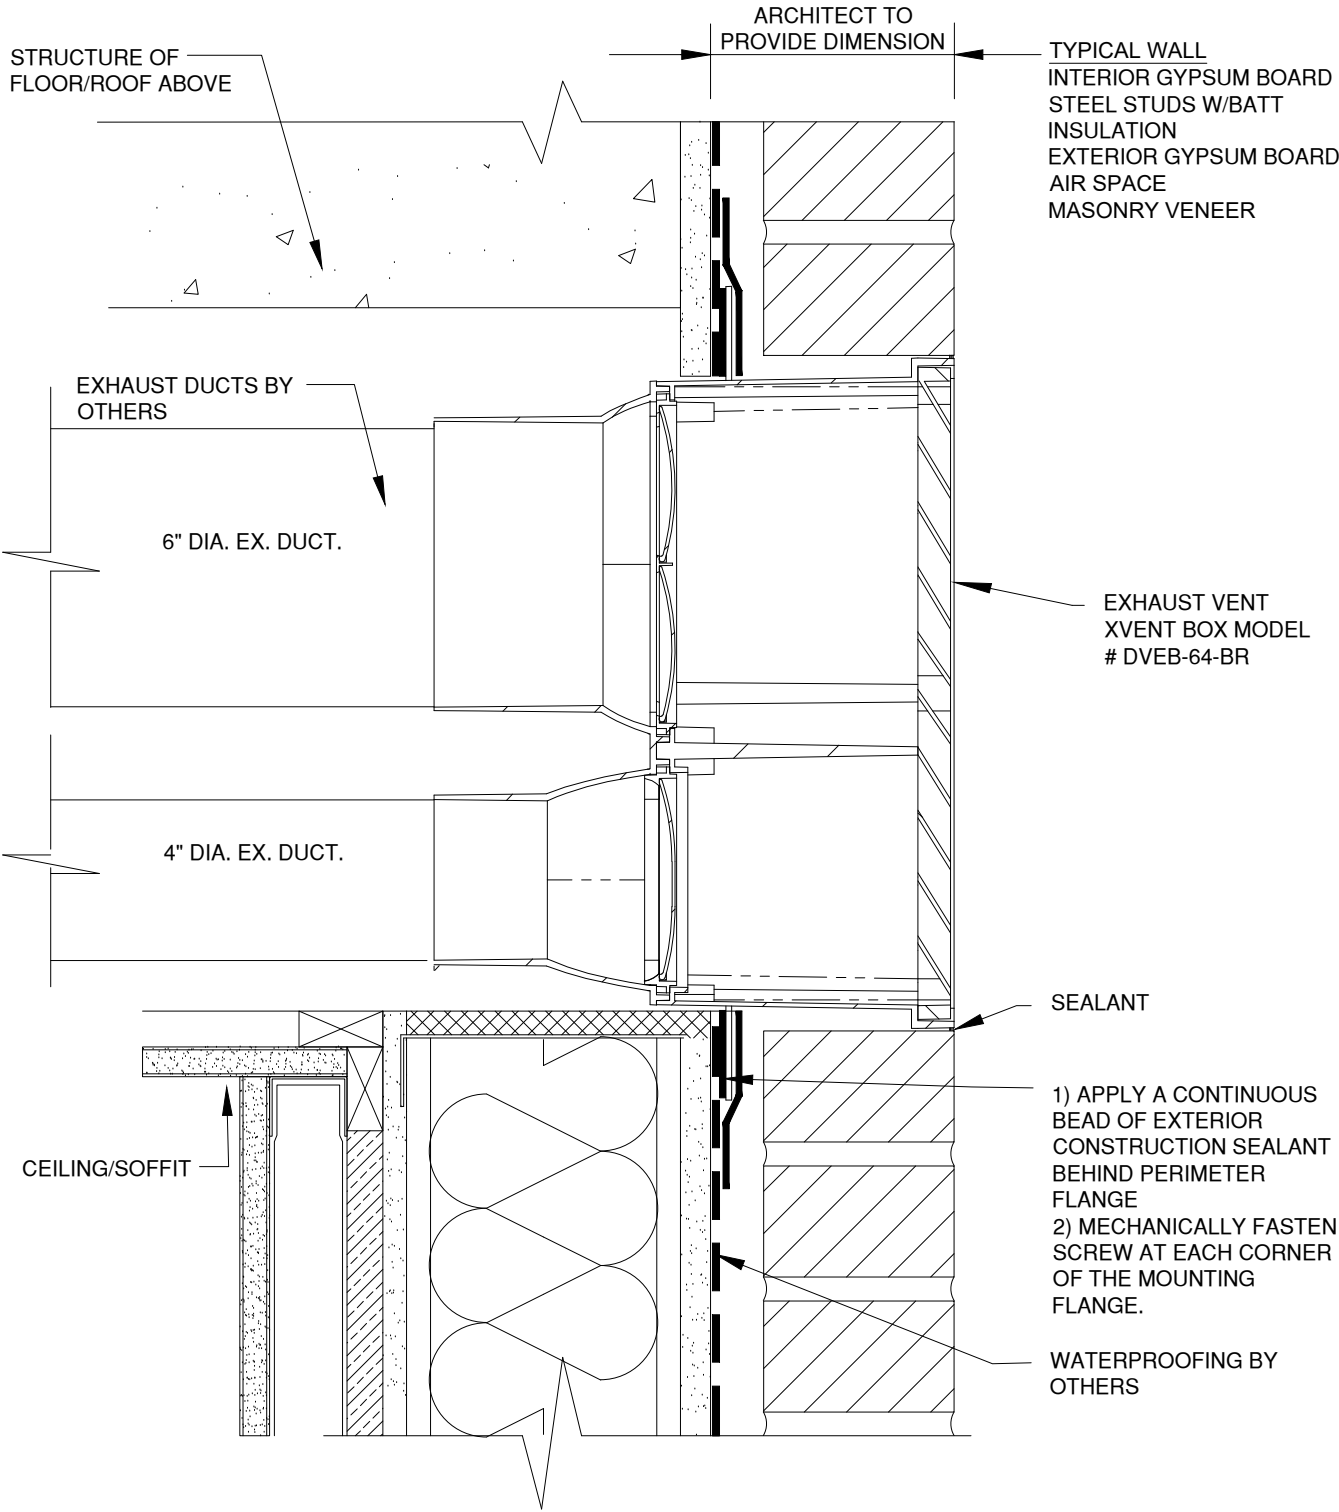 ARCHITECT TO
PROVIDE DIMENSION
STRUCTURE OF
FLOOR/ROOF ABOVE
TYPICAL WALL
INTERIOR GYPSUM BOARD
STEEL STUDS W/BATT
INSULATION
EXTERIOR GYPSUM BOARD
AIR SPACE
MASONRY VENEER
EXHAUST DUCTS BY
OTHERS
6" DIA. EX. DUCT.
EXHAUST VENT
XVENT BOX MODEL
# DVEB-64-BR
4" DIA. EX. DUCT.
SEALANT
1) APPLY A CONTINUOUS
BEAD OF EXTERIOR
CONSTRUCTION SEALANT
BEHIND PERIMETER
FLANGE
2) MECHANICALLY FASTEN
SCREW AT EACH CORNER
OF THE MOUNTING
FLANGE.
CEILING/SOFFIT
WATERPROOFING BY
OTHERS